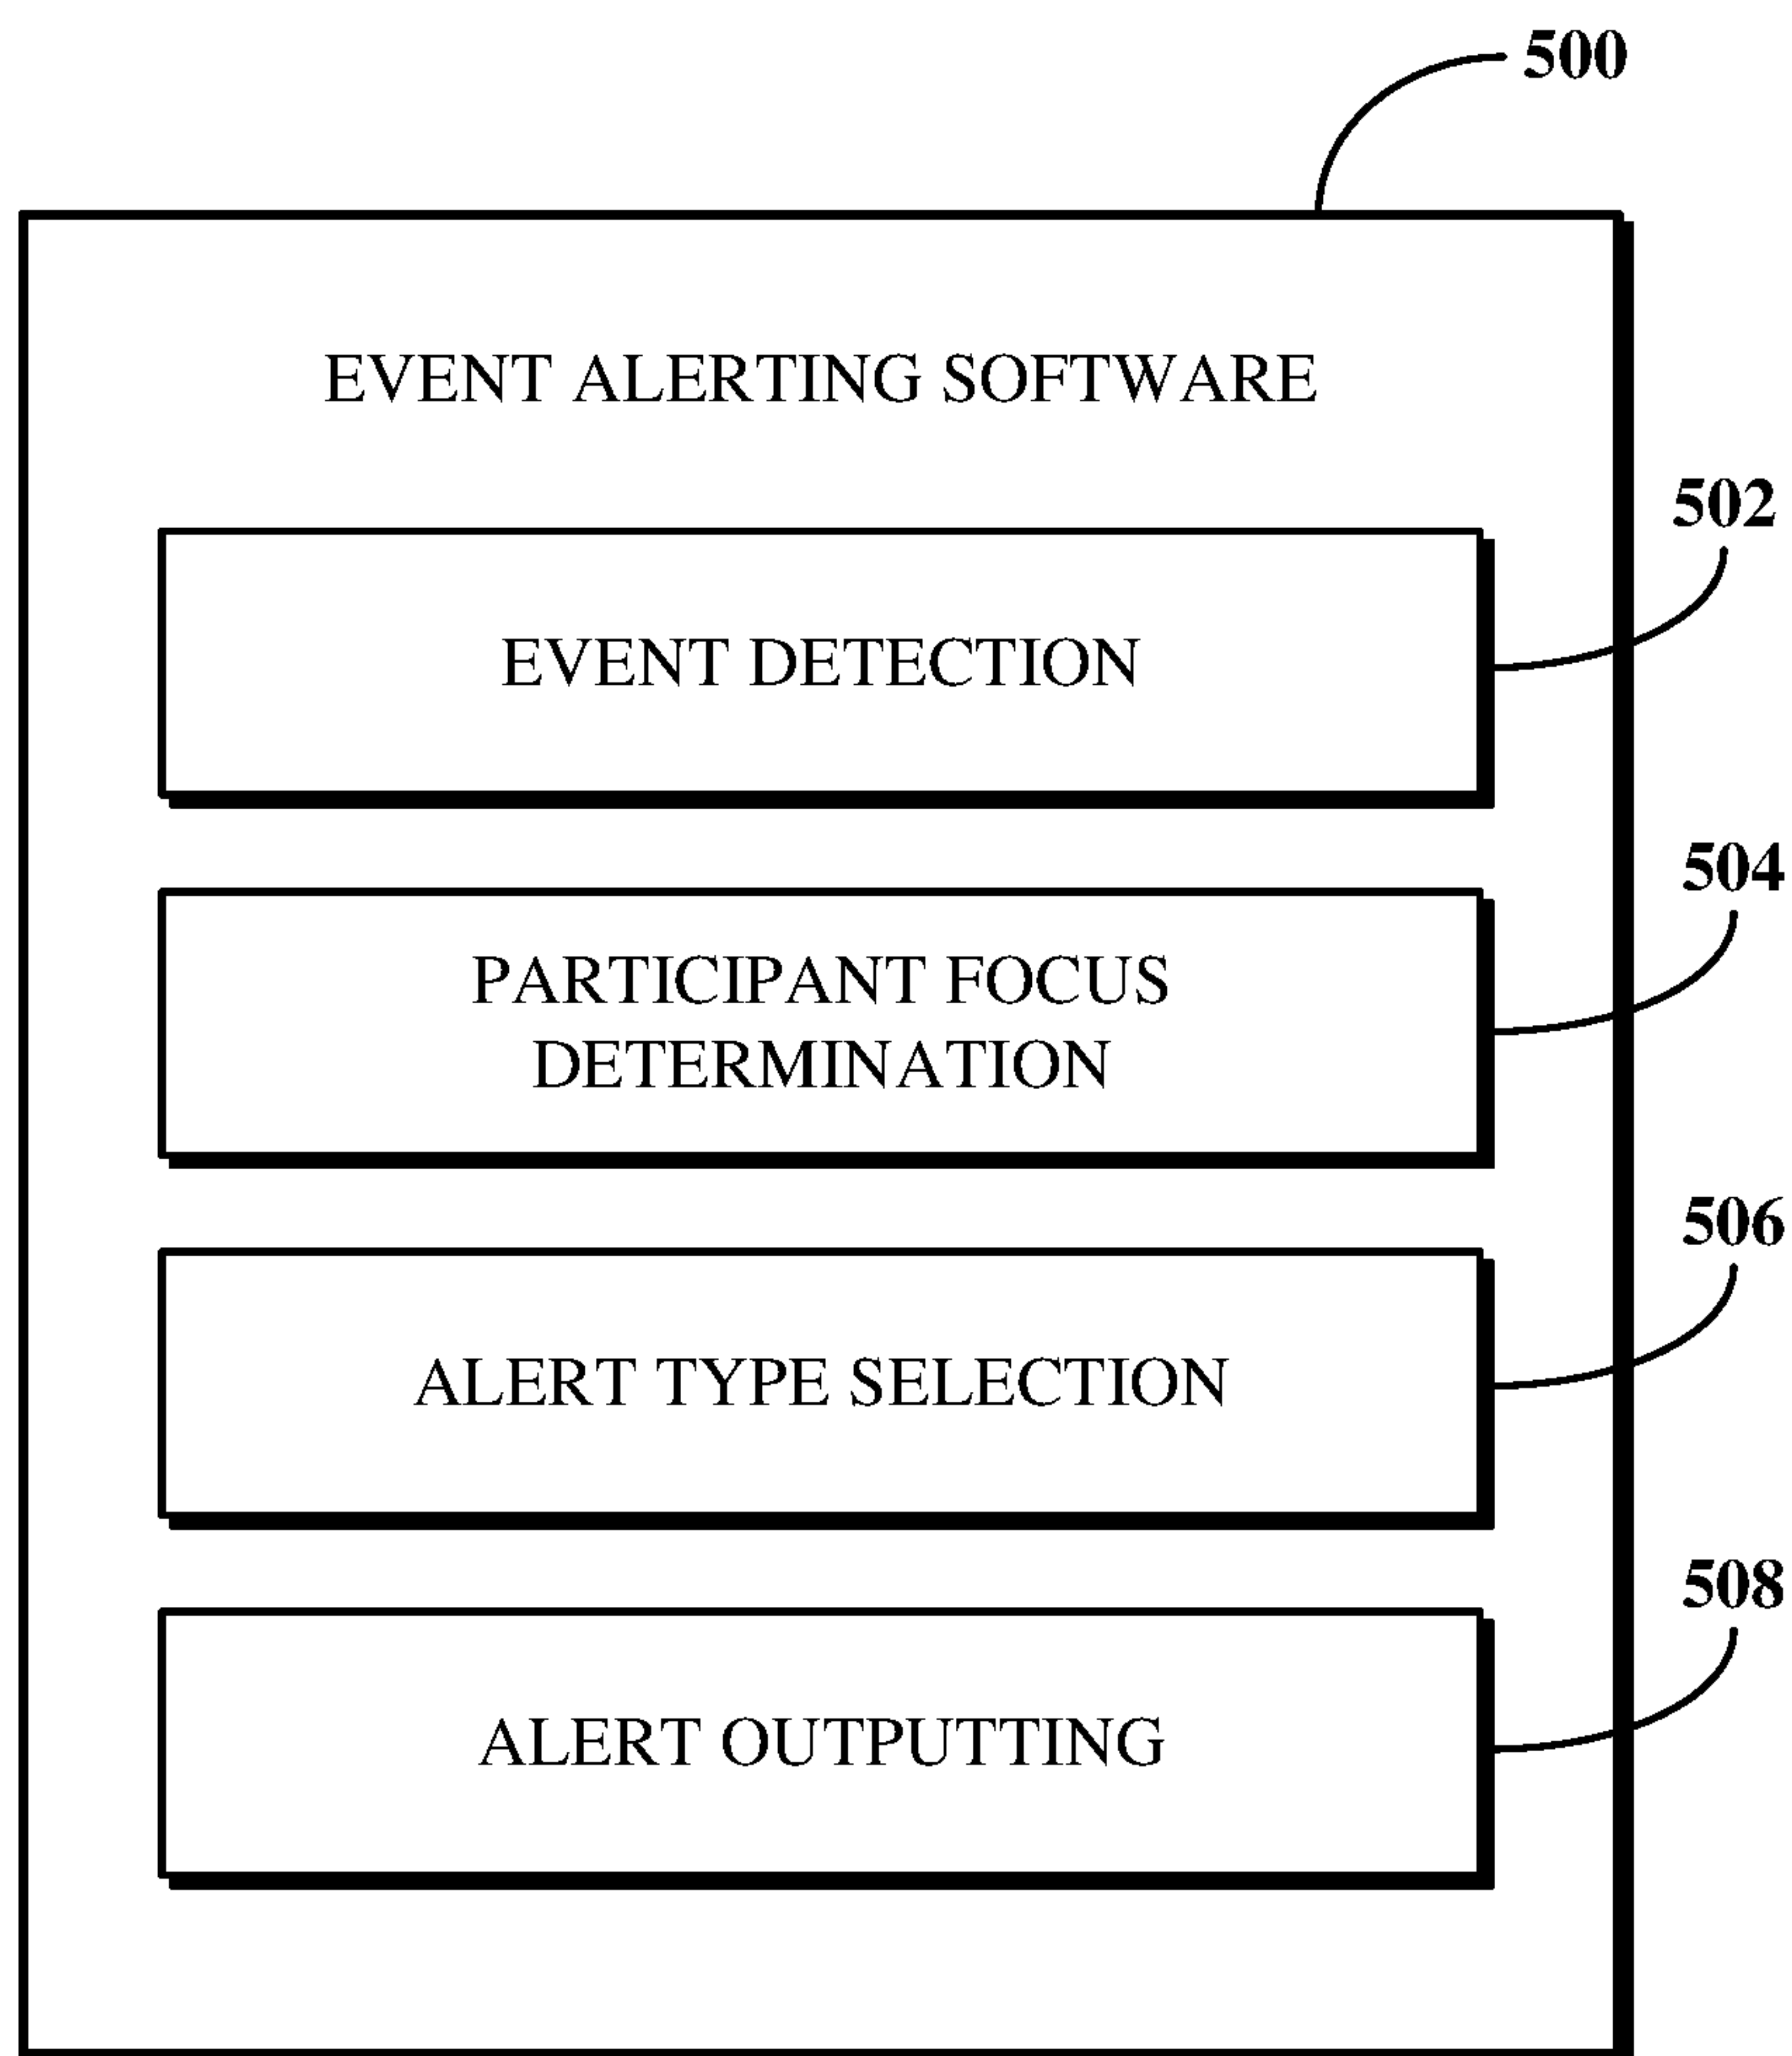 500
EVENT ALERTING SOFTWARE
502
EVENT DETECTION
504
PARTICIPANT FOCUS
DETERMINATION
506
ALERT TYPE SELECTION
508
ALERT OUTPUTTING